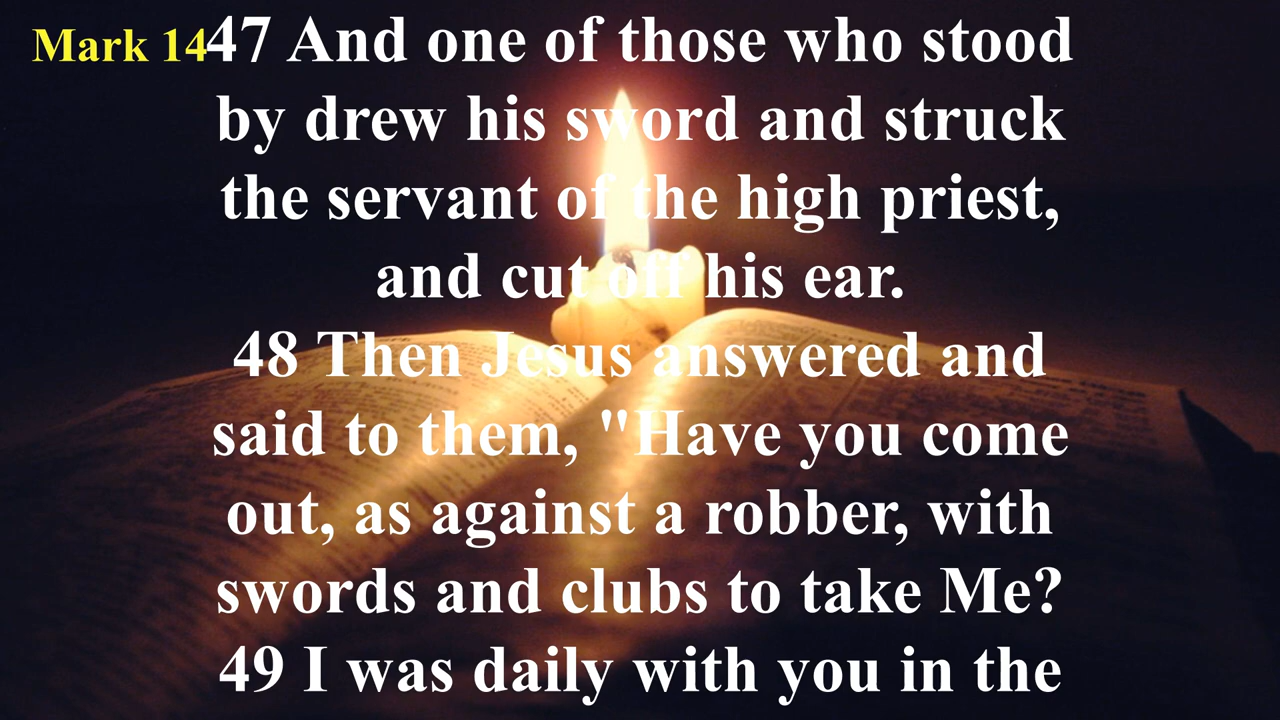 Mark 14
47 And one of those who stood
by drew his sword and struck
the servant of the high priest,
and cut off his ear.
48 Then Jesus answered and
said to them, "Have you come
out, as against a robber, with
swords and clubs to take Me?
49 I was daily with you in the